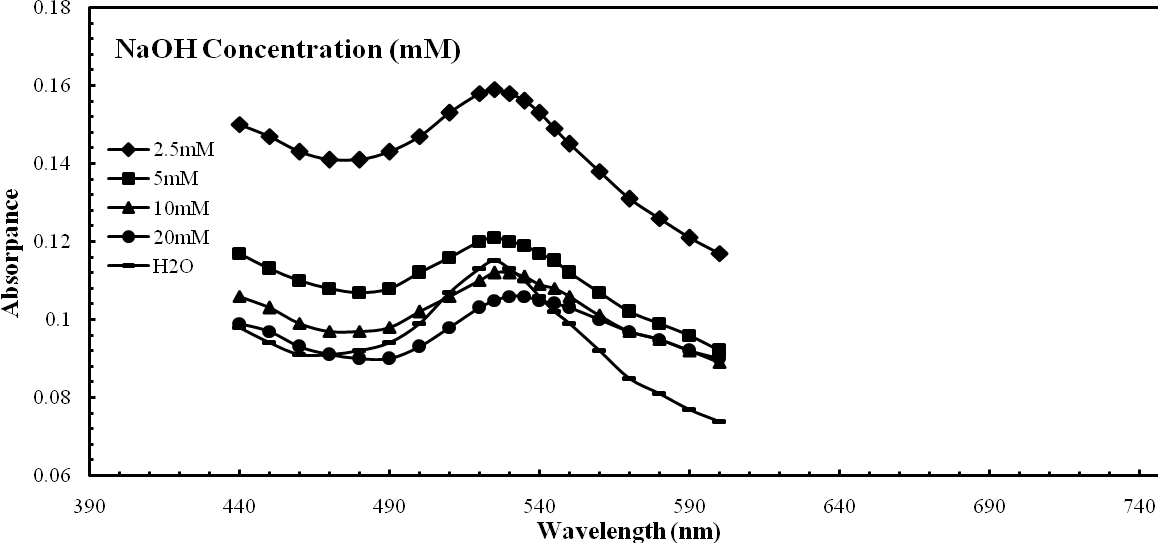 0.18
NaOH Concentration (mM)
0.16
2.5mM
0.14
5mM
10mM
0.12
20mM
H2O
0.1
0.08
0.06
Absorpance
390 440 490 540 590 640 690 740
Wavelength (nm)